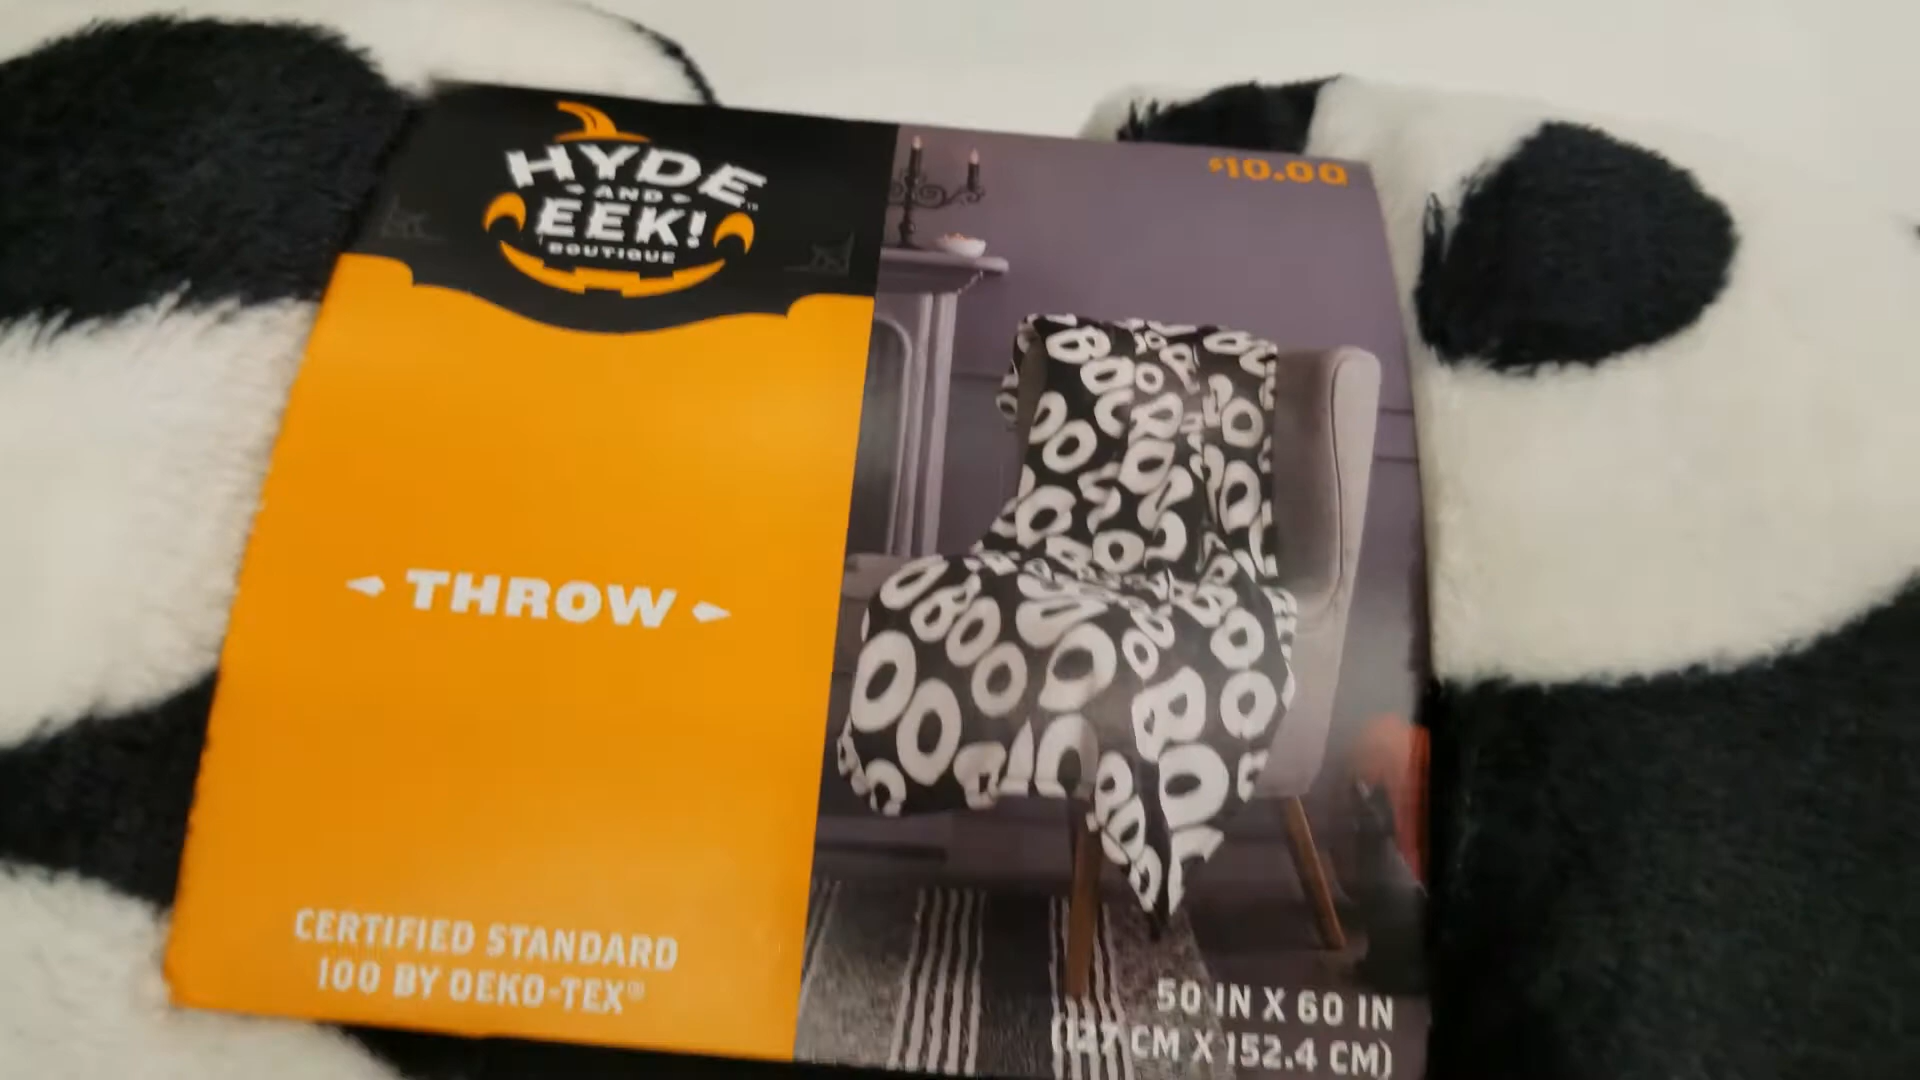 HYDE
AND
EEK!
BOUTIQUE
$10.00
THROW
CERTIFIED STANDARD
100 BY OEKO-TEX®
50 IN X 60 IN
(127 CM X 152.4 CM)